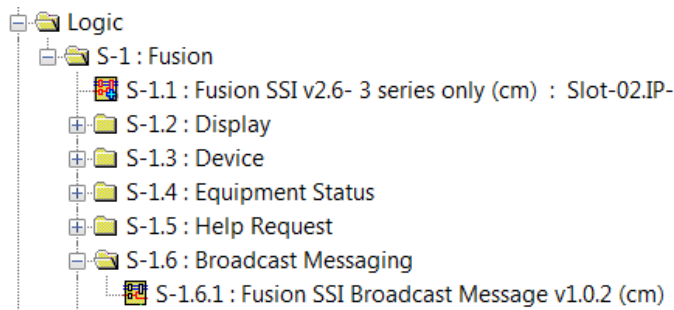 Logic
S-1 : Fusion
S-1.1 : Fusion SSI v2.6- 3 series only (cm) : Slot-02.IP-
S-1.2 : Display
S-1.3 : Device
S-1.4 : Equipment Status
S-1.5 : Help Request
S-1.6 : Broadcast Messaging
S-1.6.1 : Fusion SSI Broadcast Message v1.0.2 (cm)